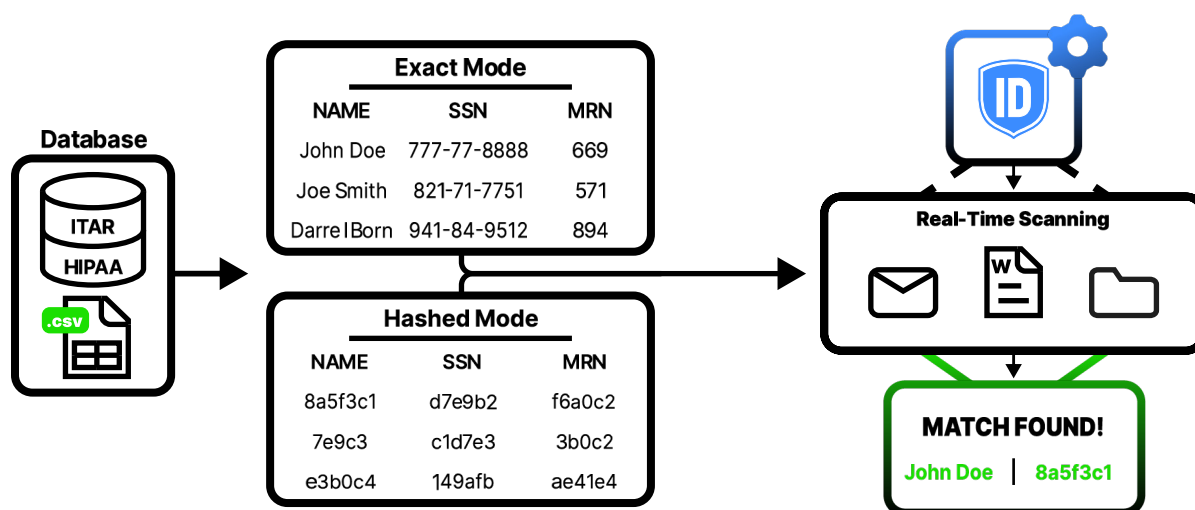 Database
ITAR
HIPAA
.csv
Exact Mode
NAME SSN MRN
John Doe 777-77-8888 669
Joe Smith 821-71-7751 571
Darrel Born 941-84-9512 894
Hashed Mode
NAME SSN MRN
8a5f3c1 d7e9b2 f6a0c2
7e9c3 c1d7e3 3b0c2
e3b0c4 149afb ae41e4
ID
Real-Time Scanning
W
MATCH FOUND!
John Doe | 8a5f3c1